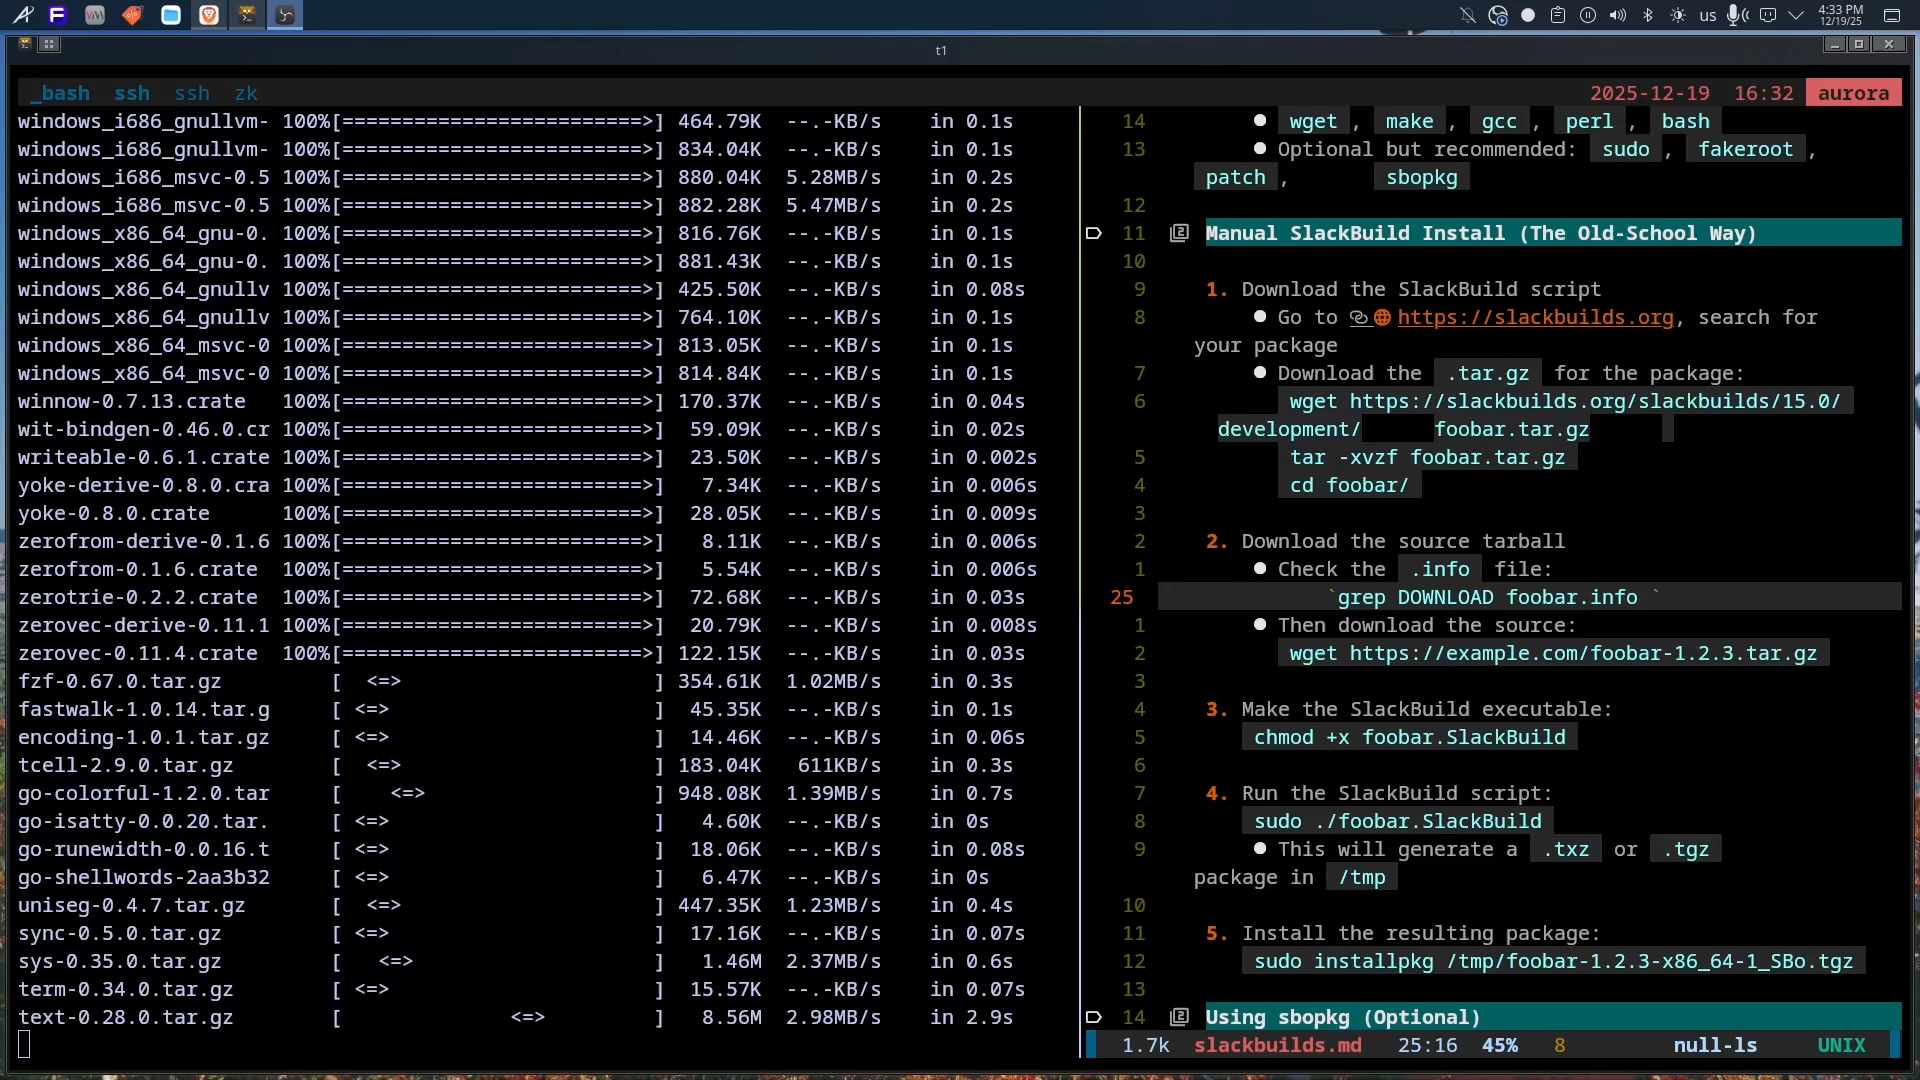 us
4:33 PM
12/19/25
t1
_bash ssh ssh zk
2025-12-19 16:32 aurora
windows_i686_gnullvm- 100%[=========================>] 464.79K --.-KB/s in 0.1s
windows_i686_gnullvm- 100%[=========================>] 834.04K --.-KB/s in 0.1s
windows_i686_msvc-0.5 100%[=========================>] 880.04K 5.28MB/s in 0.2s
windows_i686_msvc-0.5 100%[=========================>] 882.28K 5.47MB/s in 0.2s
windows_x86_64_gnu-0. 100%[=========================>] 816.76K --.-KB/s in 0.1s
windows_x86_64_gnu-0. 100%[=========================>] 881.43K --.-KB/s in 0.1s
windows_x86_64_gnullv 100%[=========================>] 425.50K --.-KB/s in 0.08s
windows_x86_64_gnullv 100%[=========================>] 764.10K --.-KB/s in 0.1s
windows_x86_64_msvc-0 100%[=========================>] 813.05K --.-KB/s in 0.1s
windows_x86_64_msvc-0 100%[=========================>] 814.84K --.-KB/s in 0.1s
winnow-0.7.13.crate 100%[=========================>] 170.37K --.-KB/s in 0.04s
wit-bindgen-0.46.0.cr 100%[=========================>] 59.09K --.-KB/s in 0.02s
writeable-0.6.1.crate 100%[=========================>] 23.50K --.-KB/s in 0.002s
yoke-derive-0.8.0.cra 100%[=========================>] 7.34K --.-KB/s in 0.006s
yoke-0.8.0.crate 100%[=========================>] 28.05K --.-KB/s in 0.009s
zerofrom-derive-0.1.6 100%[=========================>] 8.11K --.-KB/s in 0.006s
zerofrom-0.1.6.crate 100%[=========================>] 5.54K --.-KB/s in 0.006s
zerotrie-0.2.2.crate 100%[=========================>] 72.68K --.-KB/s in 0.03s
zerovec-derive-0.11.1 100%[=========================>] 20.79K --.-KB/s in 0.008s
zerovec-0.11.4.crate 100%[=========================>] 122.15K --.-KB/s in 0.03s
fzf-0.67.0.tar.gz [ <=> ] 354.61K 1.02MB/s in 0.3s
fastwalk-1.0.14.tar.g [ <=> ] 45.35K --.-KB/s in 0.1s
encoding-1.0.1.tar.gz [ <=> ] 14.46K --.-KB/s in 0.06s
tcell-2.9.0.tar.gz [ <=> ] 183.04K 611KB/s in 0.3s
go-colorful-1.2.0.tar [ <=> ] 948.08K 1.39MB/s in 0.7s
go-isatty-0.0.20.tar. [ <=> ] 4.60K --.-KB/s in 0s
go-runewidth-0.0.16.t [ <=> ] 18.06K --.-KB/s in 0.08s
go-shellwords-2aa3b32 [ <=> ] 6.47K --.-KB/s in 0s
uniseg-0.4.7.tar.gz [ <=> ] 447.35K 1.23MB/s in 0.4s
sync-0.5.0.tar.gz [ <=> ] 17.16K --.-KB/s in 0.07s
sys-0.35.0.tar.gz [ <=> ] 1.46M 2.37MB/s in 0.6s
term-0.34.0.tar.gz [ <=> ] 15.57K --.-KB/s in 0.07s
text-0.28.0.tar.gz [ <=> ] 8.56M 2.98MB/s in 2.9s
14 ● wget , make , gcc , perl , bash
13 ● Optional but recommended: sudo , fakeroot ,
patch , sbopkg
12
11 2 Manual SlackBuild Install (The Old-School Way)
10
9 1. Download the SlackBuild script
8 ● Go to https://slackbuilds.org, search for
your package
7 ● Download the .tar.gz for the package:
6 wget https://slackbuilds.org/slackbuilds/15.0/
development/ foobar.tar.gz
5 tar -xvzf foobar.tar.gz
4 cd foobar/
3
2 2. Download the source tarball
1 ● Check the .info file:
25 `grep DOWNLOAD foobar.info `
1 ● Then download the source:
2 wget https://example.com/foobar-1.2.3.tar.gz
3
4 3. Make the SlackBuild executable:
5 chmod +x foobar.SlackBuild
6
7 4. Run the SlackBuild script:
8 sudo ./foobar.SlackBuild
9 ● This will generate a .txz or .tgz
package in /tmp
10
11 5. Install the resulting package:
12 sudo installpkg /tmp/foobar-1.2.3-x86_64-1_SBo.tgz
13
14 2 Using sbopkg (Optional)
1.7k slackbuilds.md 25:16 45% 8 null-ls UNIX